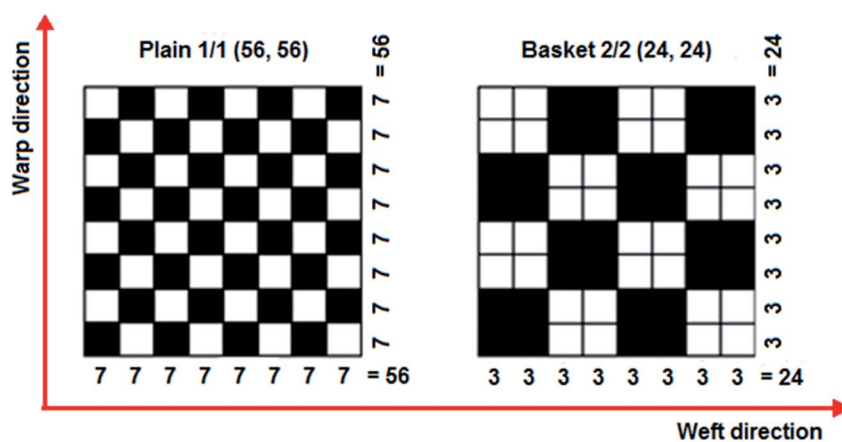 Plain 1/1 (56, 56)
Basket 2/2 (24, 24)
Warp direction
7 7 7 7 7 7 7 7 = 56
3 3 3 3 3 3 3 3 = 24
7 7 7 7 7 7 7 7 = 56
3 3 3 3 3 3 3 3 = 24
Weft direction